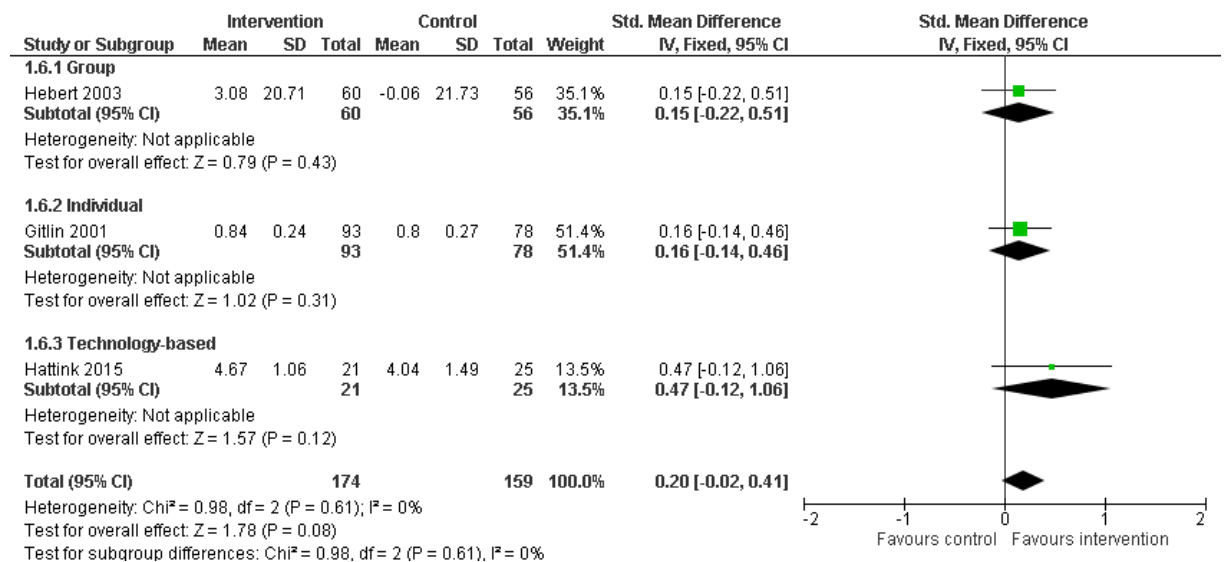 Intervention Control Std. Mean Difference Std. Mean Difference
Study or Subgroup Mean SD Total Mean SD Total Weight IV, Fixed, 95% CI IV, Fixed, 95% CI
1.6.1 Group
Hebert 2003 3.08 20.71 60 -0.06 21.73 56 35.1% 0.15 [-0.22, 0.51]
Subtotal (95% CI) 60 56 35.1% 0.15 [-0.22, 0.51]
Heterogeneity: Not applicable
Test for overall effect: Z = 0.79 (P = 0.43)
1.6.2 Individual
Gitlin 2001 0.84 0.24 93 0.8 0.27 78 51.4% 0.16 [-0.14, 0.46]
Subtotal (95% CI) 93 78 51.4% 0.16 [-0.14, 0.46]
Heterogeneity: Not applicable
Test for overall effect: Z = 1.02 (P = 0.31)
1.6.3 Technology-based
Hattink 2015 4.67 1.06 21 4.04 1.49 25 13.5% 0.47 [-0.12, 1.06]
Subtotal (95% CI) 21 25 13.5% 0.47 [-0.12, 1.06]
Heterogeneity: Not applicable
Test for overall effect: Z = 1.57 (P = 0.12)
Total (95% CI) 174 159 100.0% 0.20 [-0.02, 0.41]
Heterogeneity: Chi² = 0.98, df = 2 (P = 0.61); I² = 0%
Test for overall effect: Z = 1.78 (P = 0.08)
Test for subgroup differences: Chi² = 0.98, df = 2 (P = 0.61), I² = 0%
-2 -1 0 1 2
Favours control Favours intervention